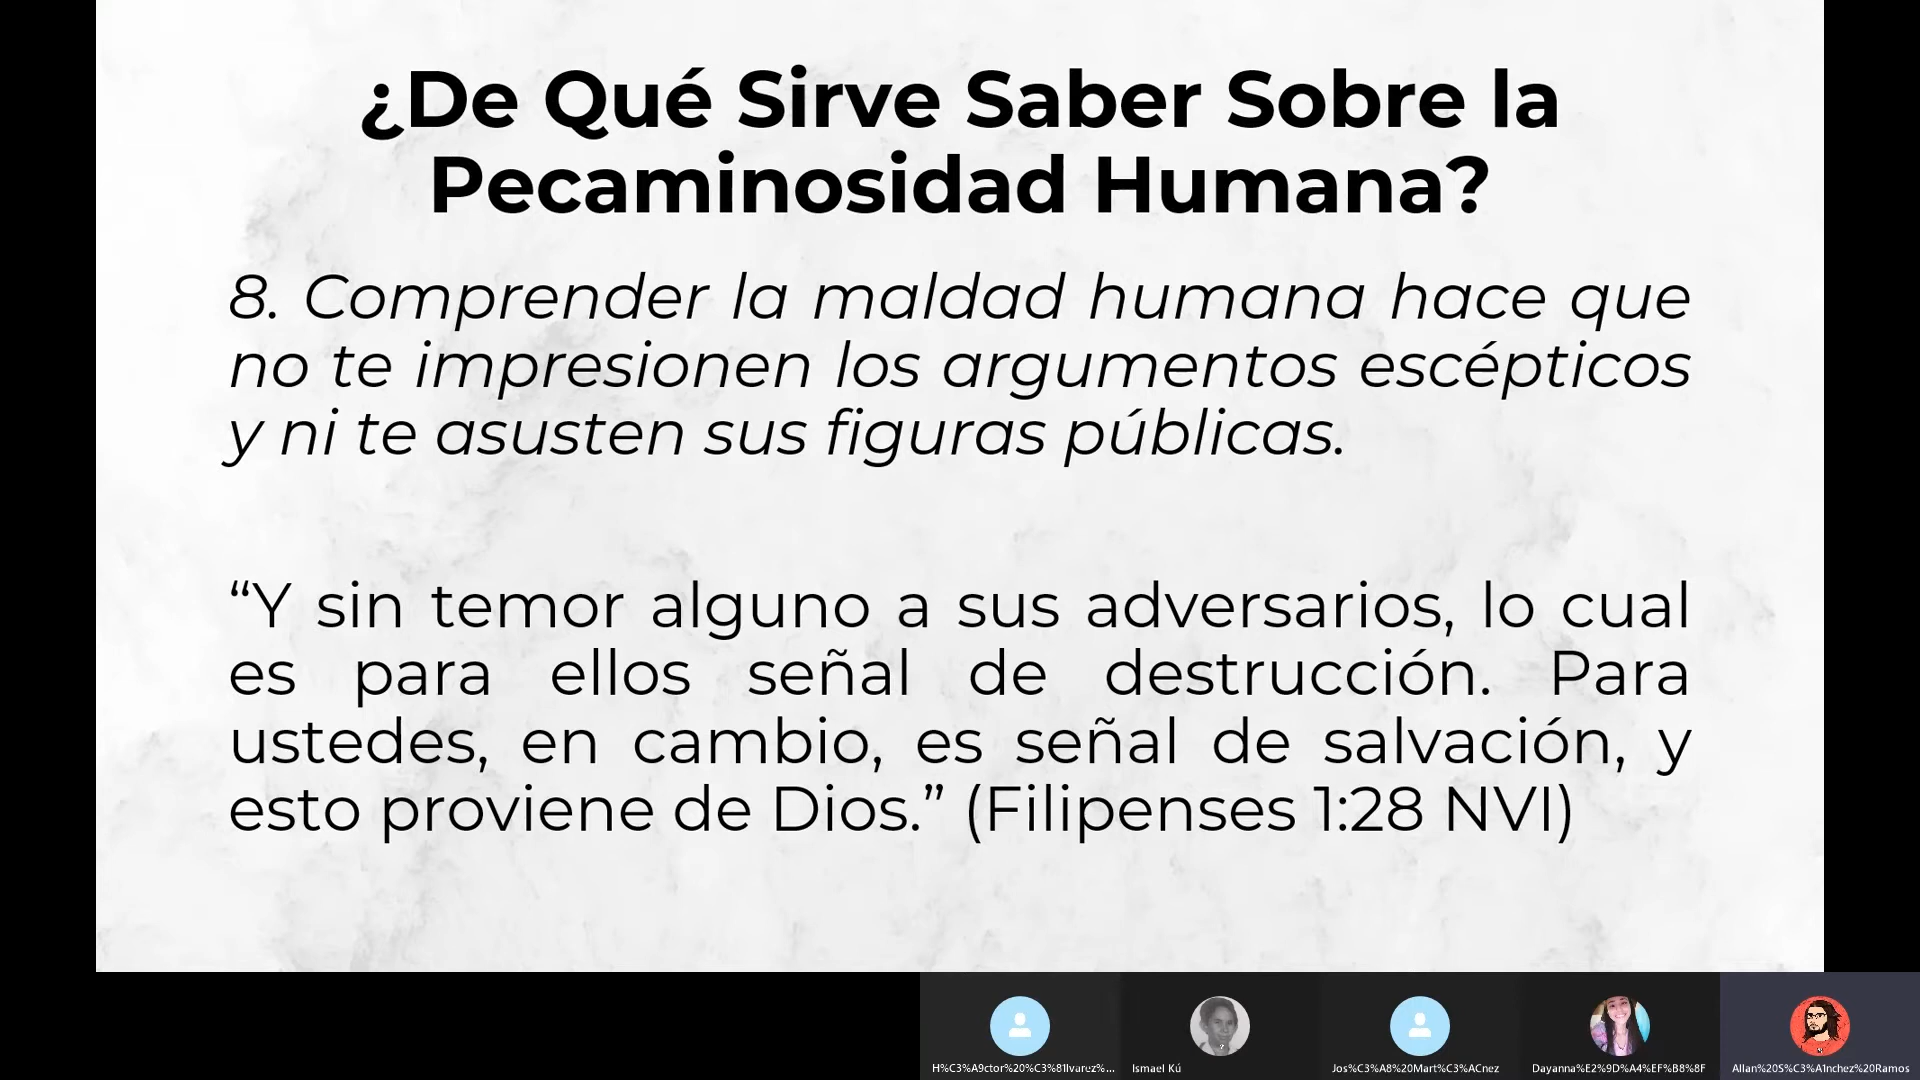 ¿De Qué Sirve Saber Sobre la
Pecaminosidad Humana?
8. Comprender la maldad humana hace que
no te impresionen los argumentos escépticos
y ni te asusten sus figuras públicas.
“Y sin temor alguno a sus adversarios, lo cual
es para ellos señal de destrucción. Para
ustedes, en cambio, es señal de salvación, y
esto proviene de Dios.” (Filipenses 1:28 NVI)
H%C3%A9ctor%20%C3%81lvarez%...
Ismael Kú
Jos%C3%A8%20Mart%C3%ACnez
Dayanna%E2%9D%A4%EF%B8%8F
Allan%20S%C3%A1nchez%20Ramos